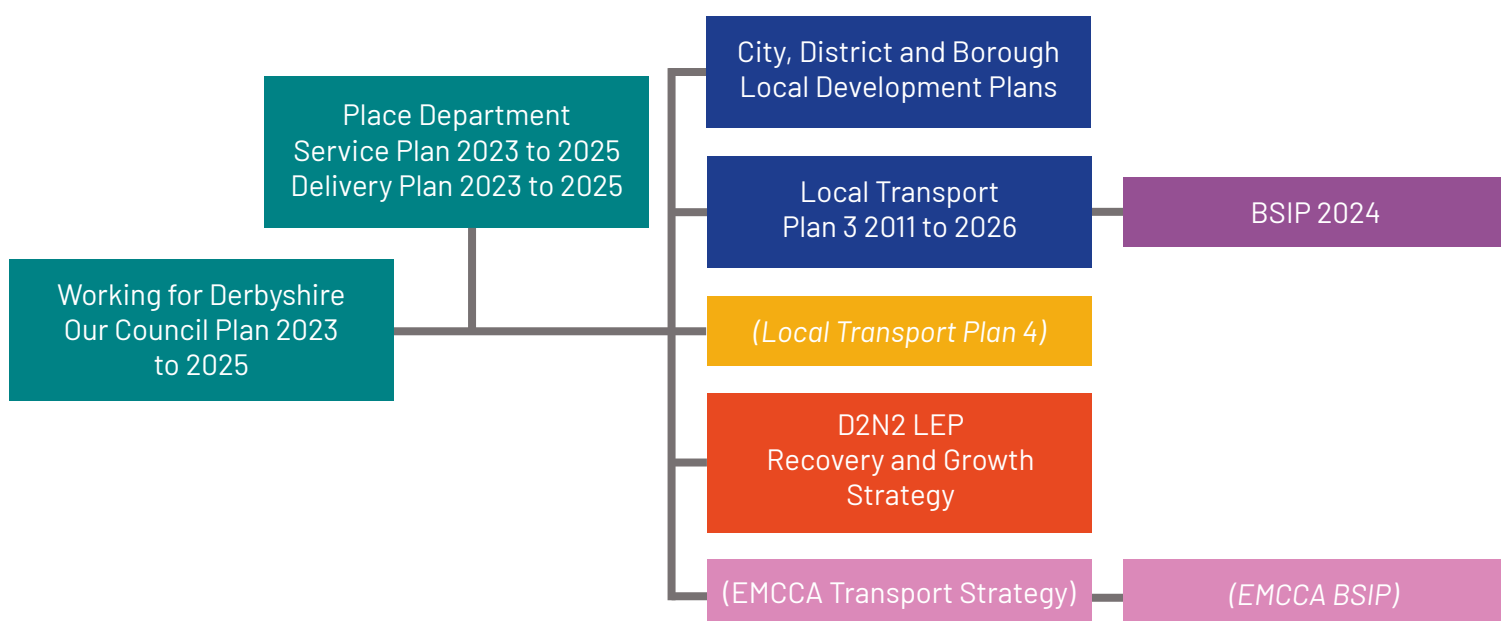 City, District and Borough
Local Development Plans
Place Department
Service Plan 2023 to 2025
Delivery Plan 2023 to 2025
Local Transport
Plan 3 2011 to 2026
BSIP 2024
Working for Derbyshire
Our Council Plan 2023
to 2025
(Local Transport Plan 4)
D2N2 LEP
Recovery and Growth
Strategy
(EMCCA Transport Strategy)
(EMCCA BSIP)